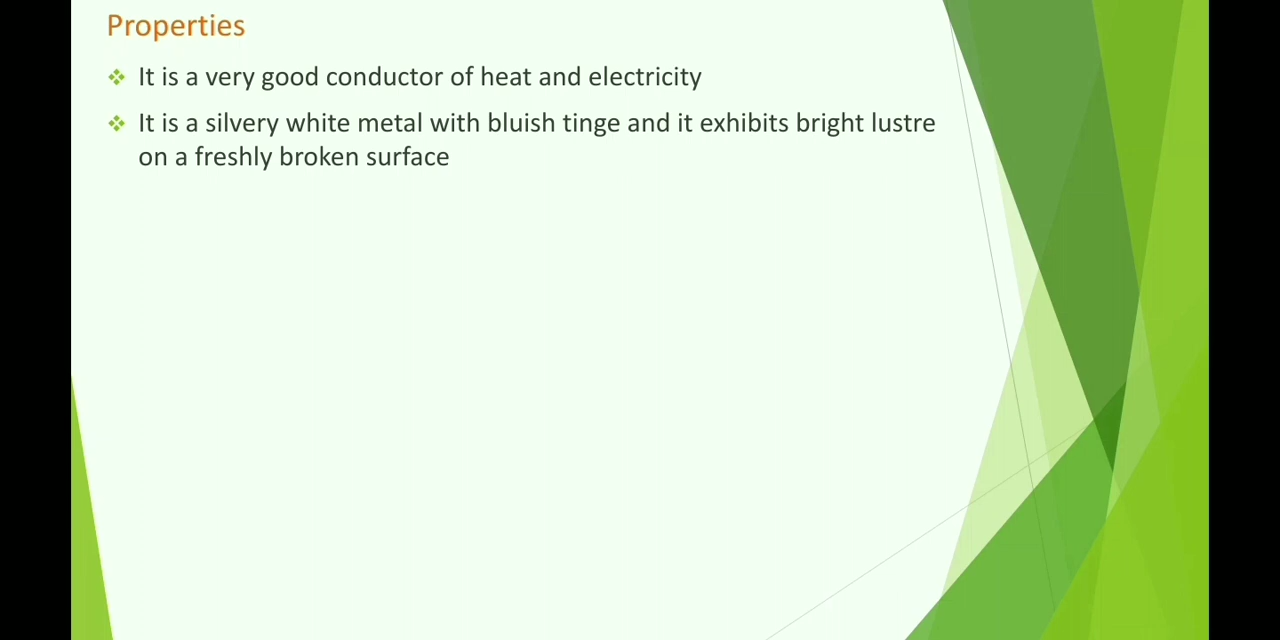 Properties
It is a very good conductor of heat and electricity
It is a silvery white metal with bluish tinge and it exhibits bright lustre
on a freshly broken surface